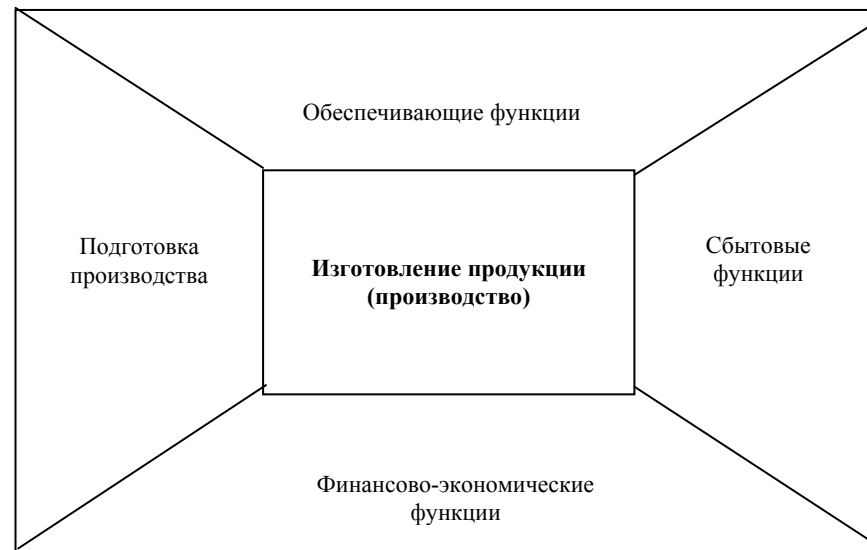 Обеспечивающие функции
Подготовка
производства
Изготовление продукции
(производство)
Сбытовые
функции
Финансово-экономические
функции